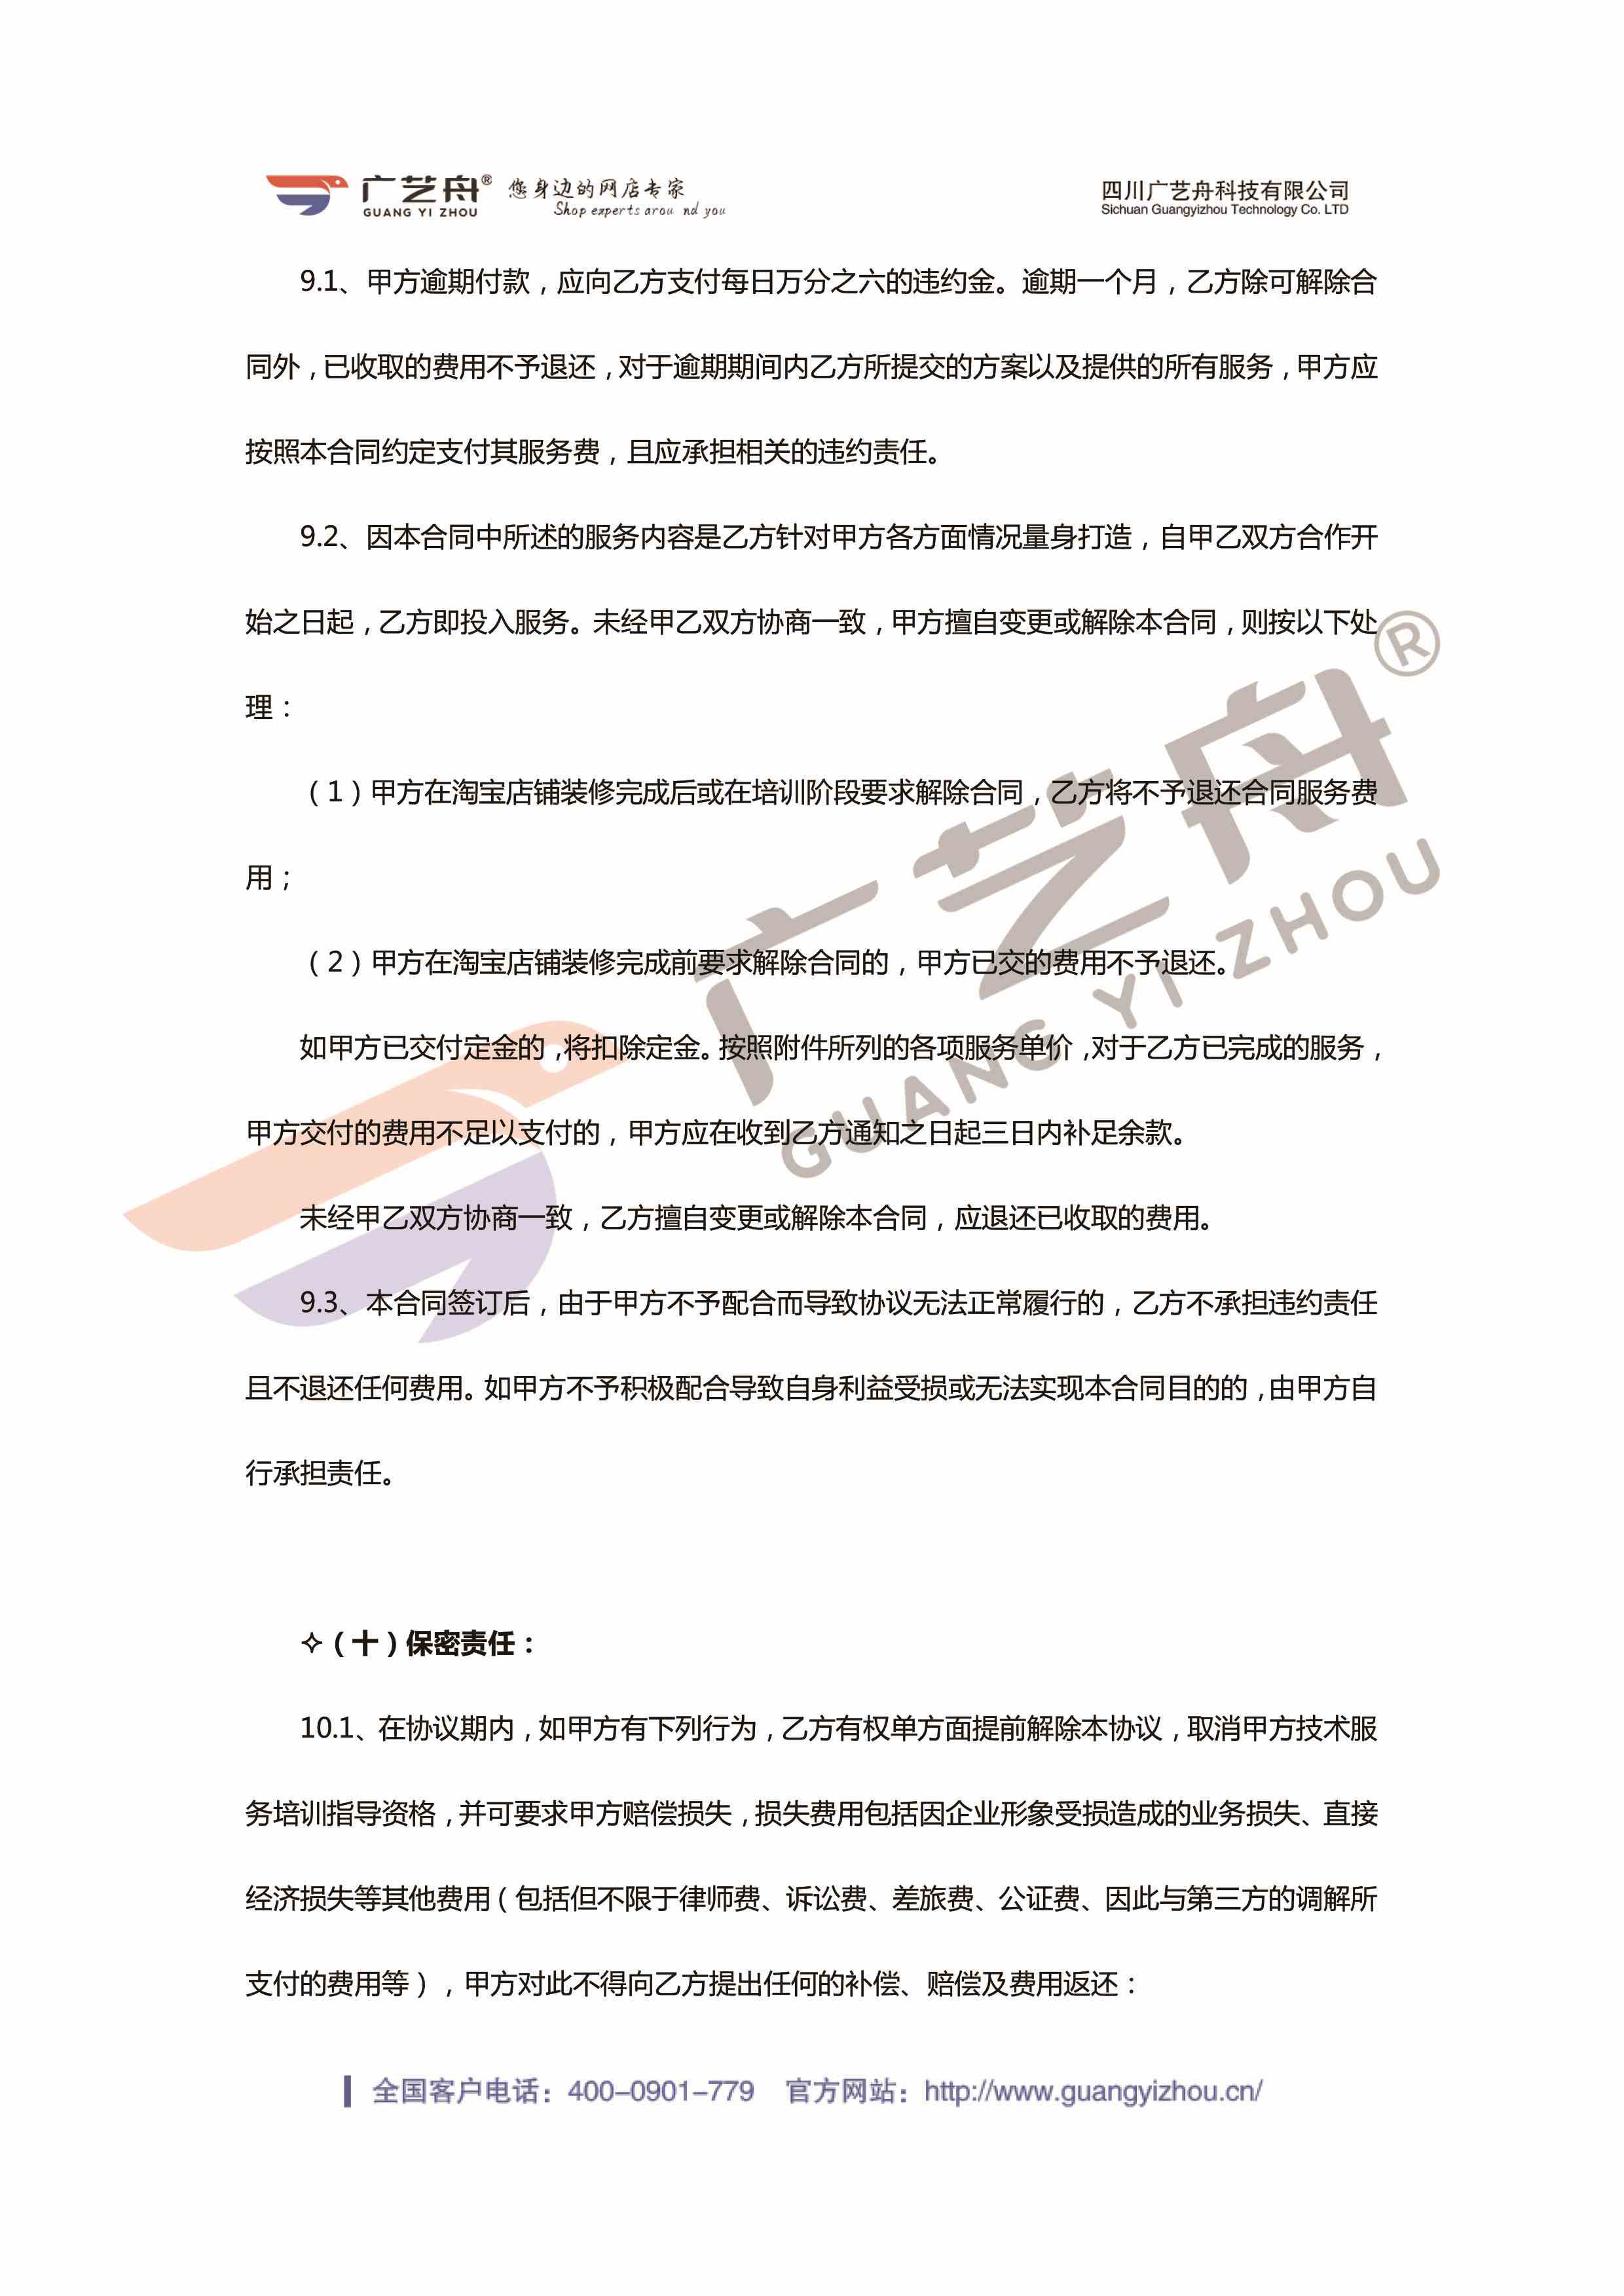 广艺舟® 您身边的网店专家 四川广艺舟科技有限公司
GUANG YI ZHOU Shop experts arou nd you Sichuan Guangyizhou Technology Co. LTD
9.1、甲方逾期付款，应向乙方支付每日万分之六的违约金。逾期一个月，乙方除可解除合
同外，已收取的费用不予退还，对于逾期期间内乙方所提交的方案以及提供的所有服务，甲方应
按照本合同约定支付其服务费，且应承担相关的违约责任。
9.2、因本合同中所述的服务内容是乙方针对甲方各方面情况量身打造，自甲乙双方合作开
始之日起，乙方即投入服务。未经甲乙双方协商一致，甲方擅自变更或解除本合同，则按以下处
理：
（1）甲方在淘宝店铺装修完成后或在培训阶段要求解除合同，乙方将不予退还合同服务费
用；
（2）甲方在淘宝店铺装修完成前要求解除合同的，甲方已交的费用不予退还。
如甲方已交付定金的，将扣除定金。按照附件所列的各项服务单价，对于乙方已完成的服务，
甲方交付的费用不足以支付的，甲方应在收到乙方通知之日起三日内补足余款。
未经甲乙双方协商一致，乙方擅自变更或解除本合同，应退还已收取的费用。
9.3、本合同签订后，由于甲方不予配合而导致协议无法正常履行的，乙方不承担违约责任
且不退还任何费用。如甲方不予积极配合导致自身利益受损或无法实现本合同目的的，由甲方自
行承担责任。
✧（十）保密责任：
10.1、在协议期内，如甲方有下列行为，乙方有权单方面提前解除本协议，取消甲方技术服
务培训指导资格，并可要求甲方赔偿损失，损失费用包括因企业形象受损造成的业务损失、直接
经济损失等其他费用（包括但不限于律师费、诉讼费、差旅费、公证费、因此与第三方的调解所
支付的费用等），甲方对此不得向乙方提出任何的补偿、赔偿及费用返还：
全国客户电话：400-0901-779 官方网站：http://www.guangyizhou.cn/
广艺舟®
GUANG YI ZHOU